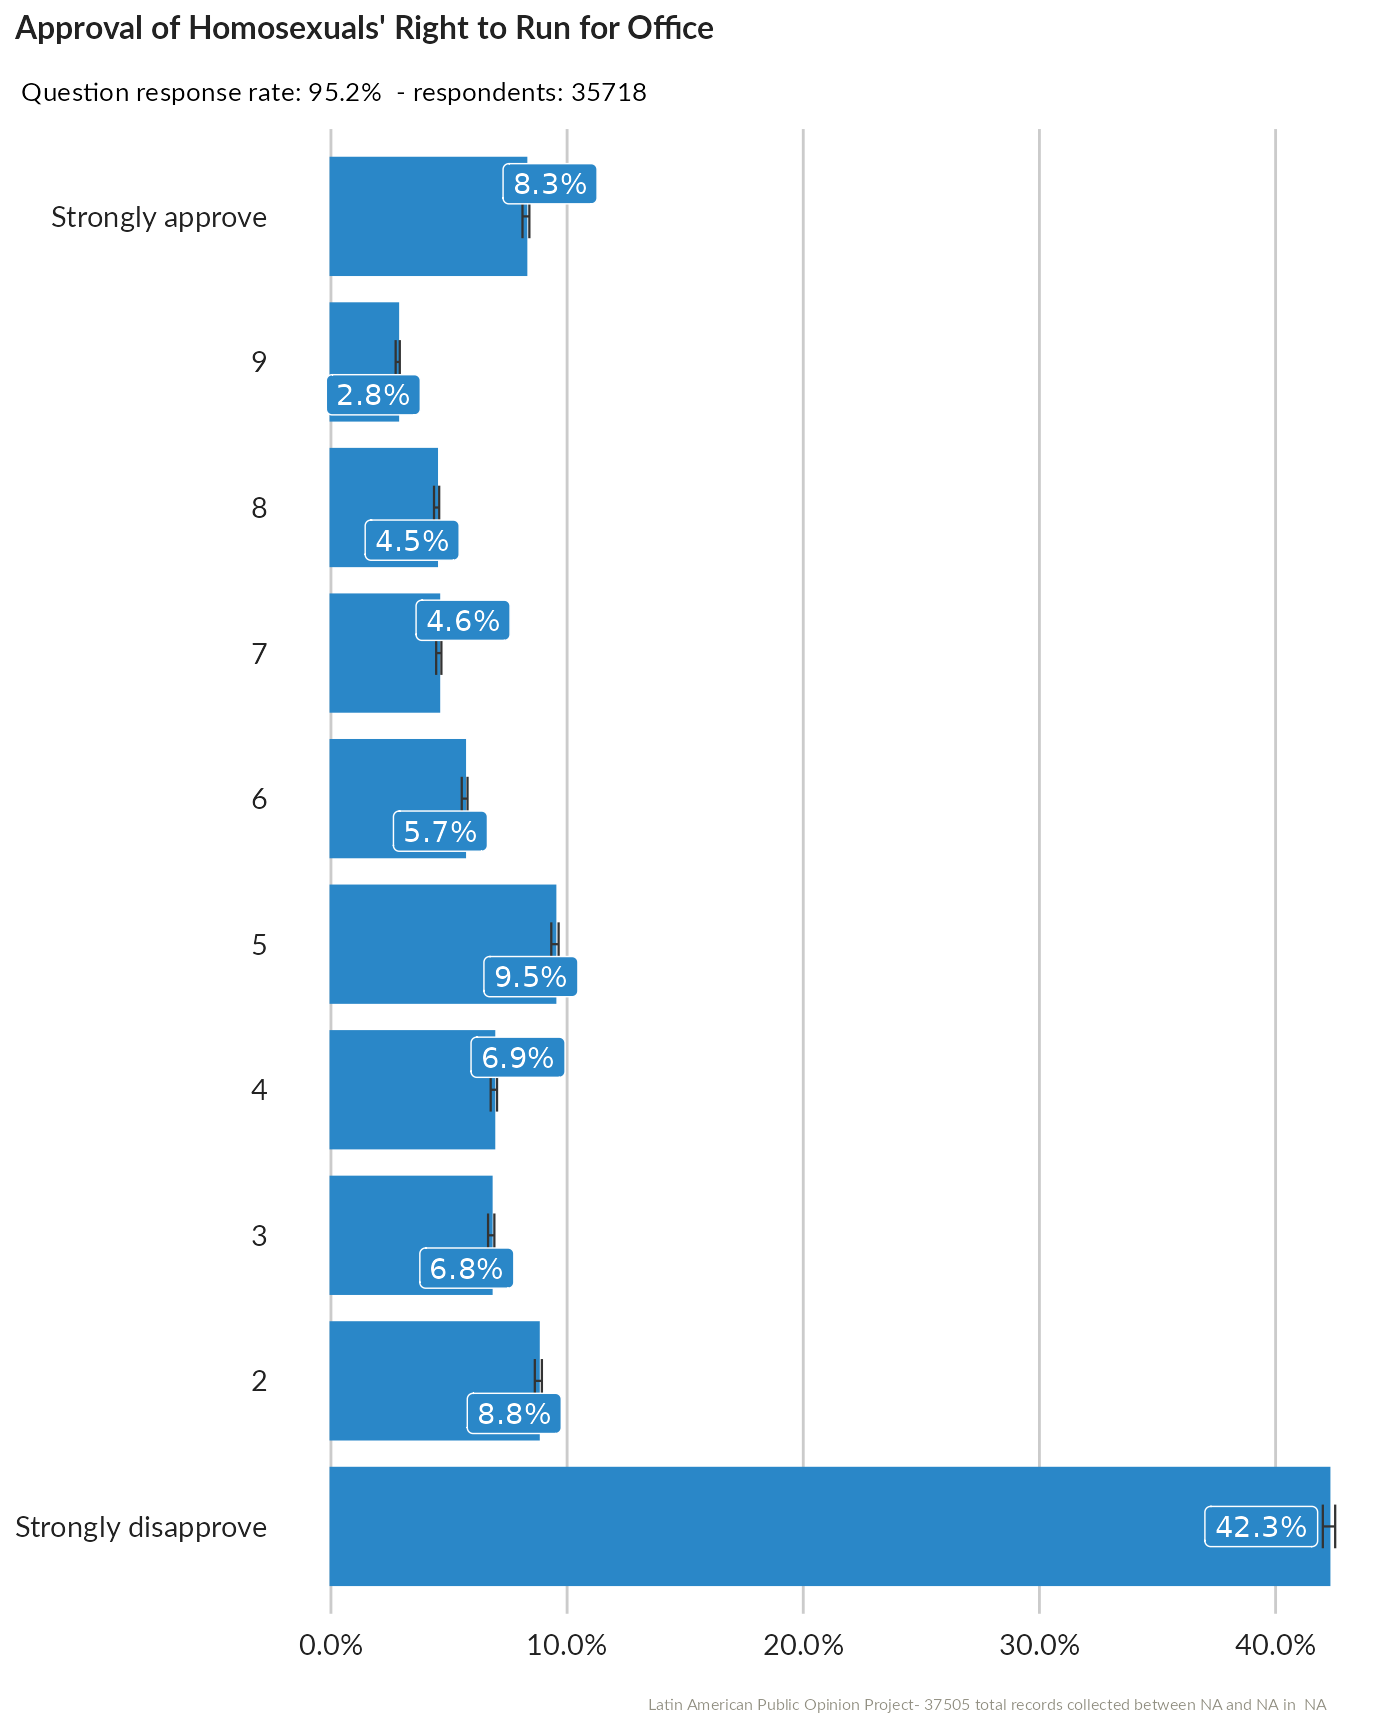 Approval of Homosexuals' Right to Run for Office
Question response rate: 95.2%  - respondents: 35718
Strongly approve 8.3%
9 2.8%
8 4.5%
7 4.6%
6 5.7%
5 9.5%
4 6.9%
3 6.8%
2 8.8%
Strongly disapprove 42.3%
0.0% 10.0% 20.0% 30.0% 40.0%
Latin American Public Opinion Project- 37505 total records collected between NA and NA in  NA